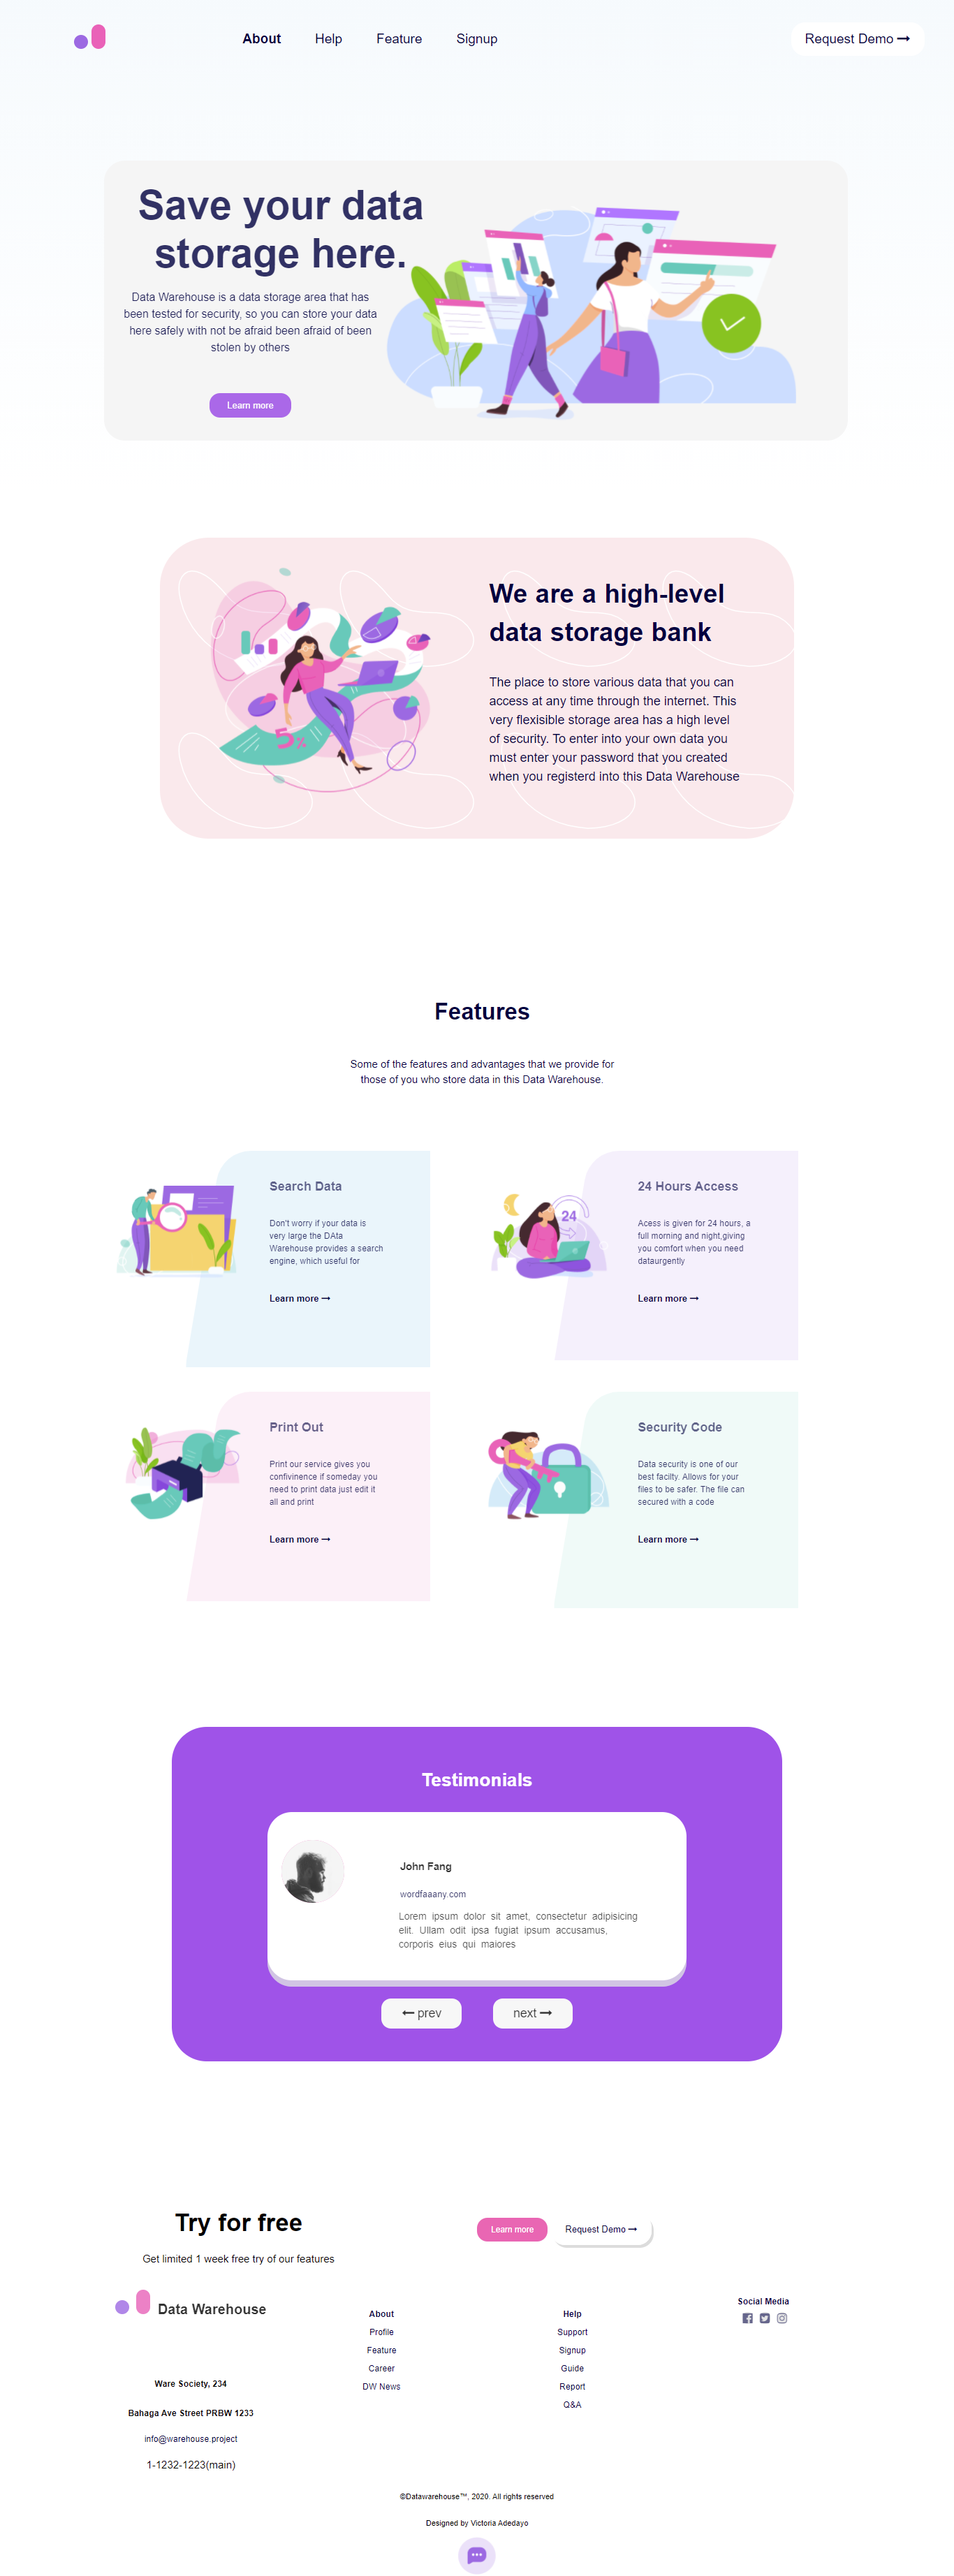 About
Help
Feature
Signup
Request Demo
Save your data
storage here.
Data Warehouse is a data storage area that has
been tested for security, so you can store your data
here safely with not be afraid been afraid of been
stolen by others
Learn more
We are a high-level
data storage bank
The place to store various data that you can
access at any time through the internet. This
very flexisible storage area has a high level
of security. To enter into your own data you
must enter your password that you created
when you registerd into this Data Warehouse
5%
Features
Some of the features and advantages that we provide for
those of you who store data in this Data Warehouse.
Search Data
Don't worry if your data is
very large the DAta
Warehouse provides a search
engine, which useful for
Learn more
24
24 Hours Access
Acess is given for 24 hours, a
full morning and night,giving
you comfort when you need
dataurgently
Learn more
Print Out
Print our service gives you
confivinence if someday you
need to print data just edit it
all and print
Learn more
Security Code
Data security is one of our
best facilty. Allows for your
files to be safer. The file can
secured with a code
Learn more
Testimonials
John Fang
wordfaaany.com
Lorem ipsum dolor sit amet, consectetur adipisicing
elit. Ullam odit ipsa fugiat ipsum accusamus,
corporis eius qui maiores
prev
next
Try for free
Get limited 1 week free try of our features
Learn more
Request Demo
Data Warehouse
Ware Society, 234
Bahaga Ave Street PRBW 1233
info@warehouse.project
1-1232-1223(main)
About
Profile
Feature
Career
DW News
Help
Support
Signup
Guide
Report
Q&A
Social Media
©Datawarehouse™, 2020. All rights reserved
Designed by Victoria Adedayo